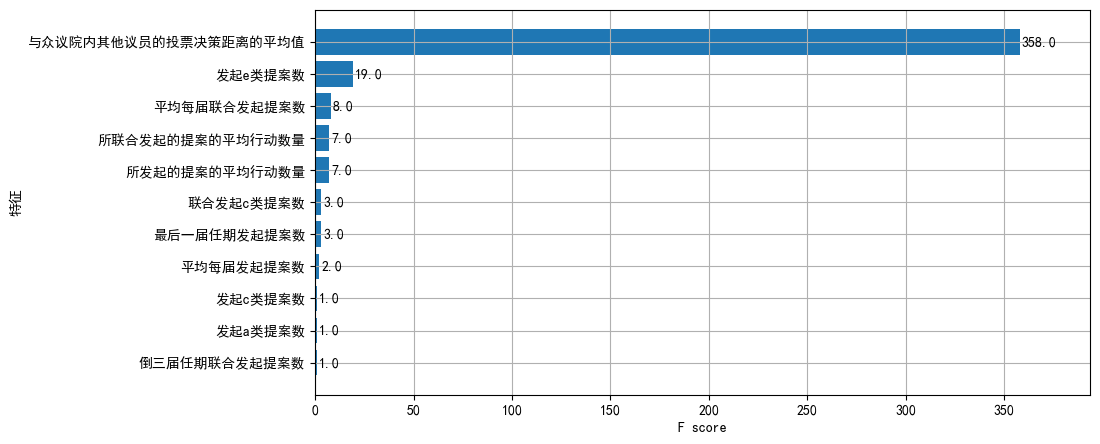 与众议院内其他议员的投票决策距离的平均值
358.0
发起e类提案数
19.0
平均每届联合发起提案数
8.0
所联合发起的提案的平均行动数量
7.0
所发起的提案的平均行动数量
7.0
联合发起c类提案数
3.0
最后一届任期发起提案数
3.0
平均每届发起提案数
2.0
发起c类提案数
1.0
发起a类提案数
1.0
倒三届任期联合发起提案数
1.0
特征
0 50 100 150 200 250 300 350
F score